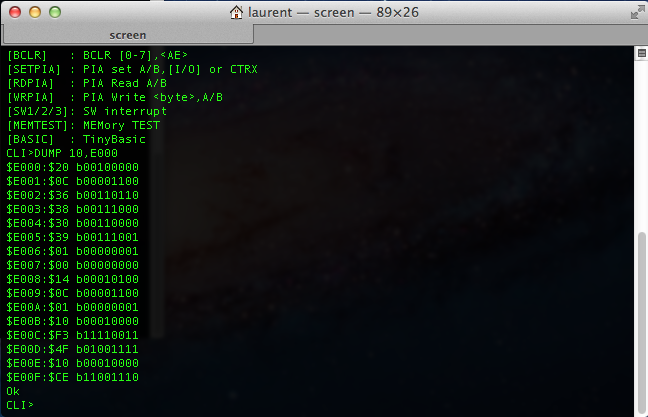 laurent — screen — 89×26
screen
[BCLR]   : BCLR [0-7],<AE>
[SETPIA] : PIA set A/B,[I/O] or CTRX
[RDPIA]  : PIA Read A/B
[WRPIA]  : PIA Write <byte>,A/B
[SW1/2/3]: SW interrupt
[MEMTEST]: MEMory TEST
[BASIC]  : TinyBasic
CLI>DUMP 10,E000
$E000:$20 b00100000
$E001:$0C b00001100
$E002:$36 b00110110
$E003:$38 b00111000
$E004:$30 b00110000
$E005:$39 b00111001
$E006:$01 b00000001
$E007:$00 b00000000
$E008:$14 b00010100
$E009:$0C b00001100
$E00A:$01 b00000001
$E00B:$10 b00010000
$E00C:$F3 b11110011
$E00D:$4F b01001111
$E00E:$10 b00010000
$E00F:$CE b11001110
Ok
CLI>